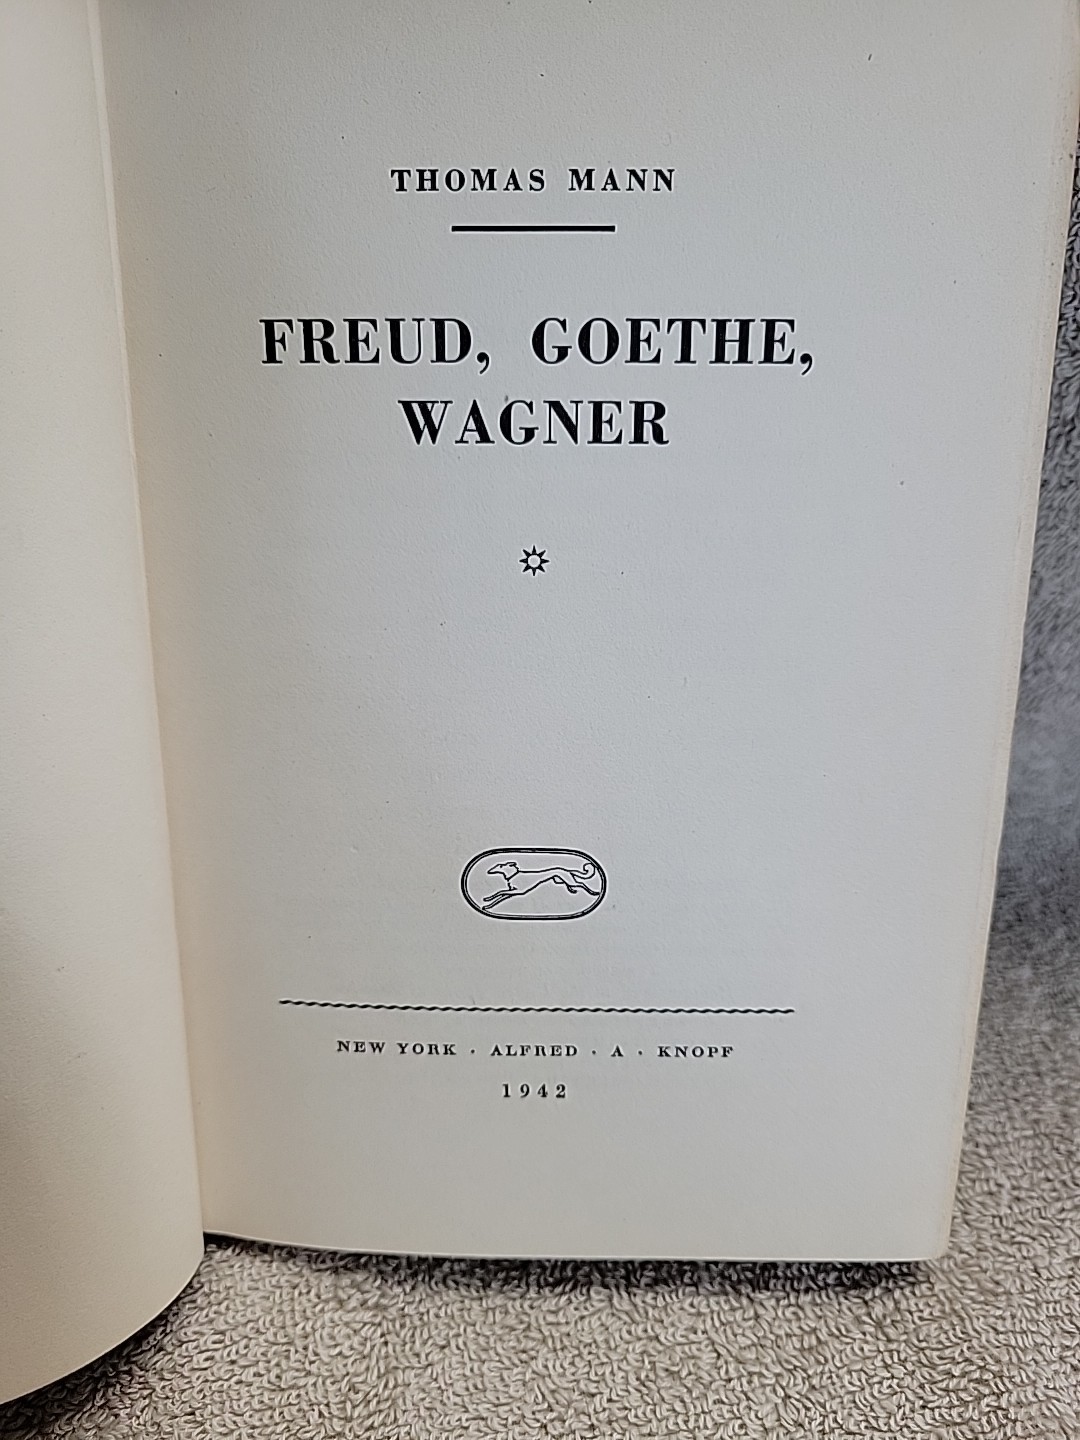 THOMAS MANN
FREUD, GOETHE,
WAGNER
NEW YORK · ALFRED · A · KNOPF
1942